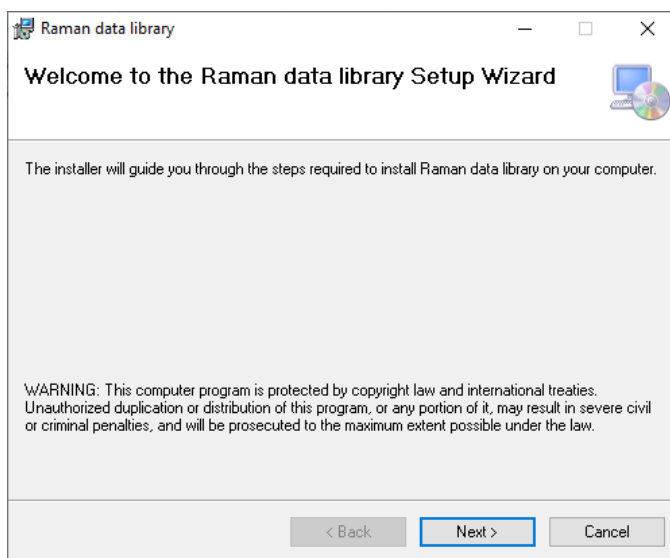 Raman data library
Welcome to the Raman data library Setup Wizard
The installer will guide you through the steps required to install Raman data library on your computer.
WARNING: This computer program is protected by copyright law and international treaties.
Unauthorized duplication or distribution of this program, or any portion of it, may result in severe civil
or criminal penalties, and will be prosecuted to the maximum extent possible under the law.
< Back
Next >
Cancel